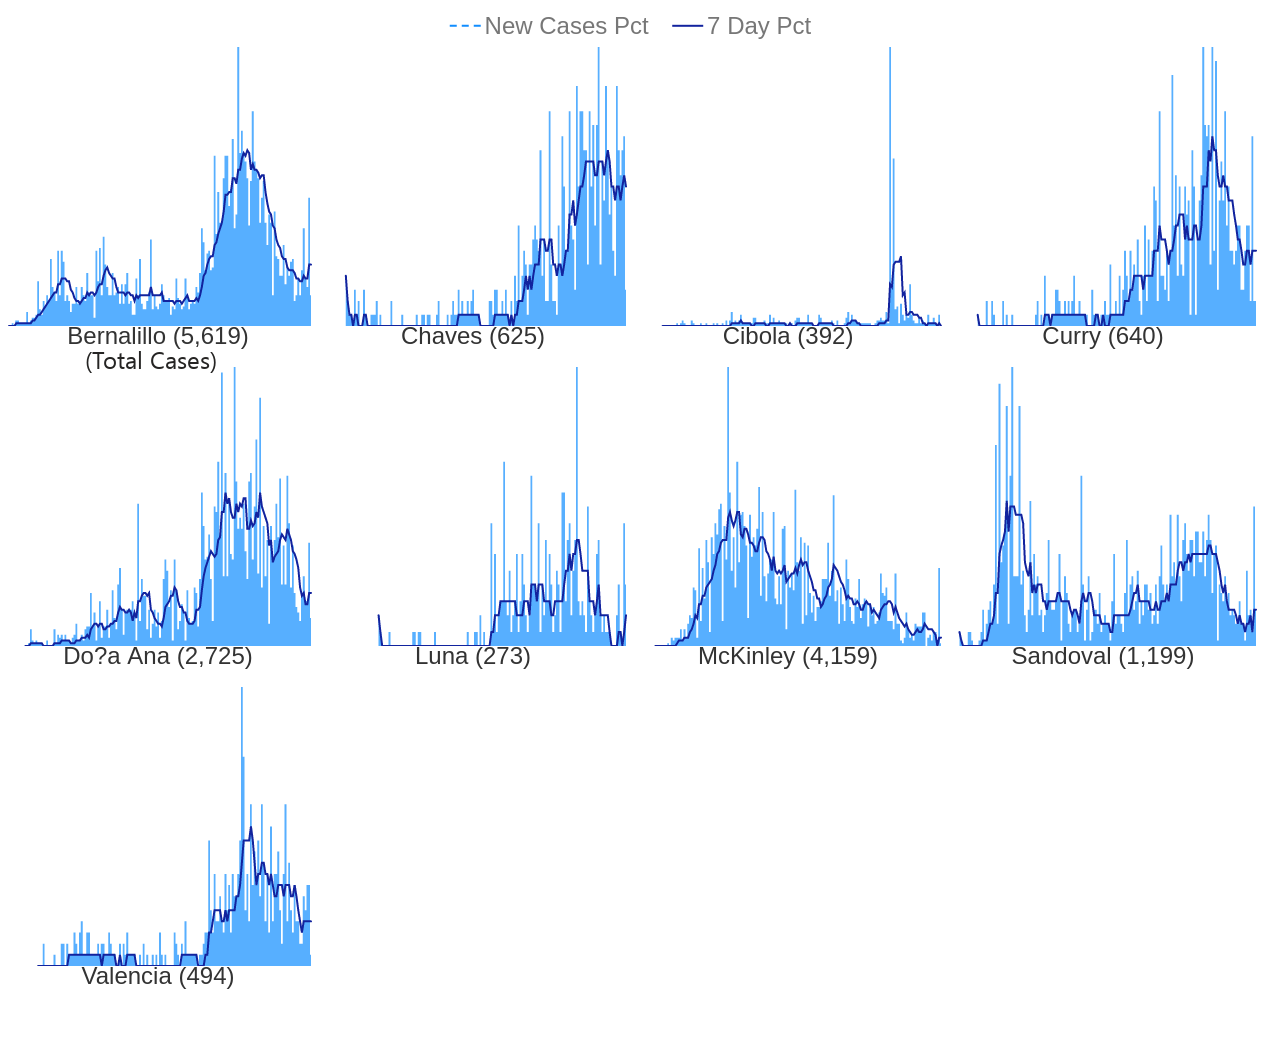 New Cases Pct 7 Day Pct
Bernalillo (5,619)
(Total Cases)
Chaves (625)
Cibola (392)
Curry (640)
Do?a Ana (2,725)
Luna (273)
McKinley (4,159)
Sandoval (1,199)
Valencia (494)